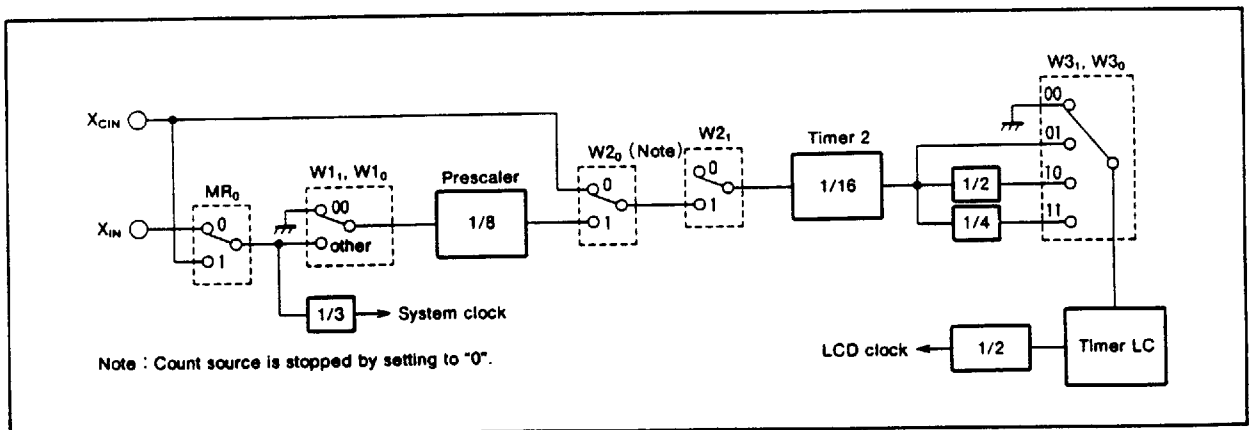 W3₁, W3₀
00
01
10
11
X_CIN
W2₁
Timer 2
W2₀ (Note)
0
1/16
W1₁, W1₀
Prescaler
0
1/2
MR₀
00
1/8
1
1
1/4
X_IN
0
other
1
1/3
System clock
Note : Count source is stopped by setting to "0".
LCD clock
1/2
Timer LC